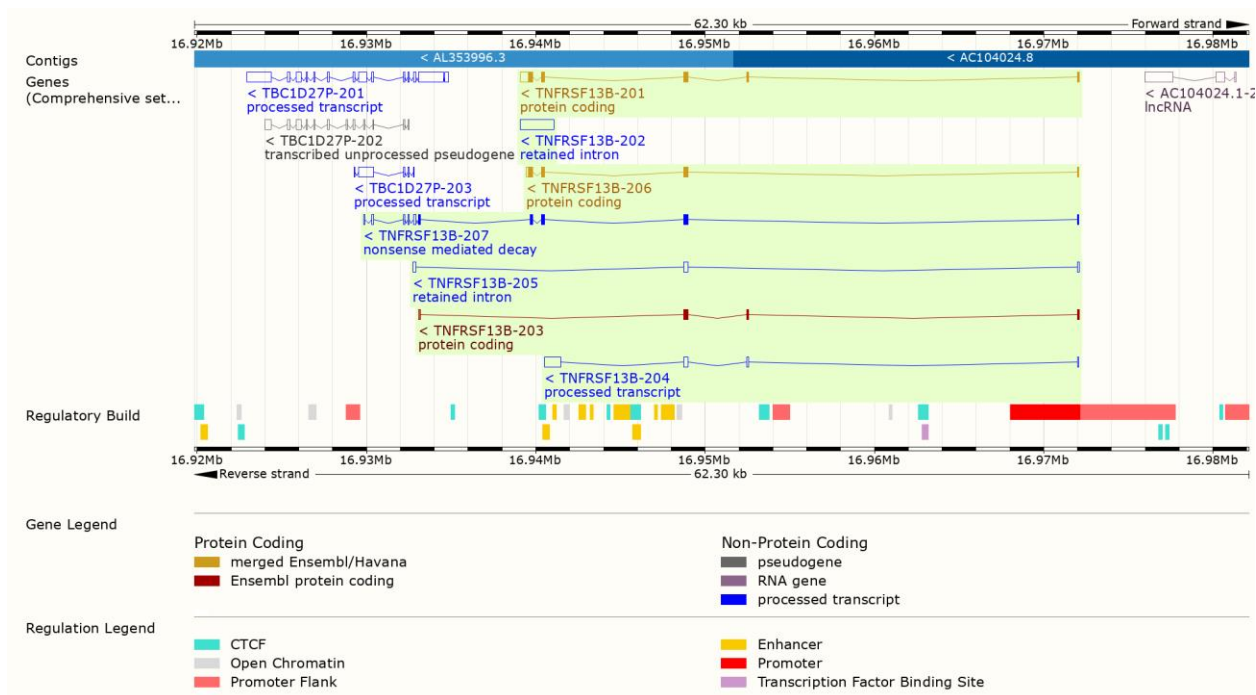 62.30 kb Forward strand
16.92Mb 16.93Mb 16.94Mb 16.95Mb 16.96Mb 16.97Mb 16.98Mb
Contigs < AL353996.3 < AC104024.8
Genes
(Comprehensive set...
< TBC1D27P-201 < TNFRSF13B-201 < AC104024.1-2
processed transcript protein coding lncRNA
< TBC1D27P-202 < TNFRSF13B-202
transcribed unprocessed pseudogene retained intron
< TBC1D27P-203 < TNFRSF13B-206
processed transcript protein coding
< TNFRSF13B-207
nonsense mediated decay
< TNFRSF13B-205
retained intron
< TNFRSF13B-203
protein coding
< TNFRSF13B-204
processed transcript
Regulatory Build
16.92Mb 16.93Mb 16.94Mb 16.95Mb 16.96Mb 16.97Mb 16.98Mb
Reverse strand 62.30 kb
Gene Legend
Protein Coding Non-Protein Coding
merged Ensembl/Havana pseudogene
Ensembl protein coding RNA gene
processed transcript
Regulation Legend
CTCF Enhancer
Open Chromatin Promoter
Promoter Flank Transcription Factor Binding Site